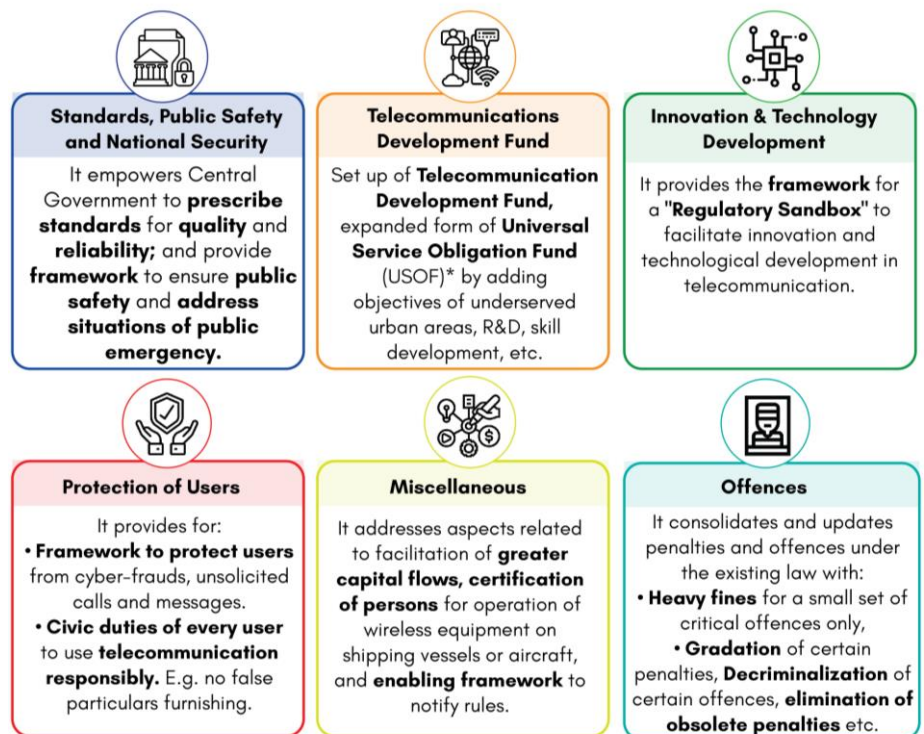 Standards, Public Safety
and National Security
It empowers Central
Government to prescribe
standards for quality and
reliability; and provide
framework to ensure public
safety and address
situations of public
emergency.
Telecommunications
Development Fund
Set up of Telecommunication
Development Fund,
expanded form of Universal
Service Obligation Fund
(USOF)* by adding
objectives of underserved
urban areas, R&D, skill
development, etc.
Innovation & Technology
Development
It provides the framework for
a "Regulatory Sandbox" to
facilitate innovation and
technological development in
telecommunication.
Protection of Users
It provides for:
• Framework to protect users
from cyber-frauds, unsolicited
calls and messages.
• Civic duties of every user
to use telecommunication
responsibly. E.g. no false
particulars furnishing.
Miscellaneous
It addresses aspects related
to facilitation of greater
capital flows, certification
of persons for operation of
wireless equipment on
shipping vessels or aircraft,
and enabling framework to
notify rules.
Offences
It consolidates and updates
penalties and offences under
the existing law with:
• Heavy fines for a small set of
critical offences only,
• Gradation of certain
penalties, Decriminalization of
certain offences, elimination of
obsolete penalties etc.